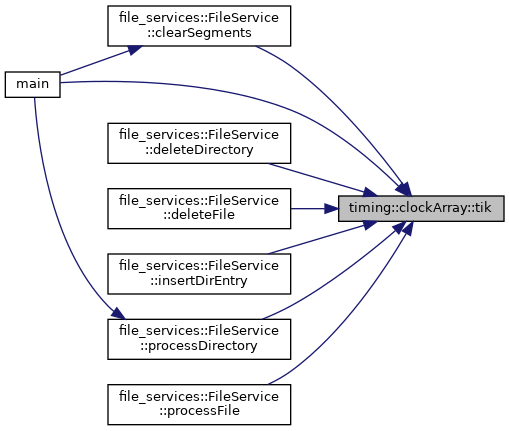 file_services::FileService
::clearSegments
main
file_services::FileService
::deleteDirectory
file_services::FileService
::deleteFile
timing::clockArray::tik
file_services::FileService
::insertDirEntry
file_services::FileService
::processDirectory
file_services::FileService
::processFile